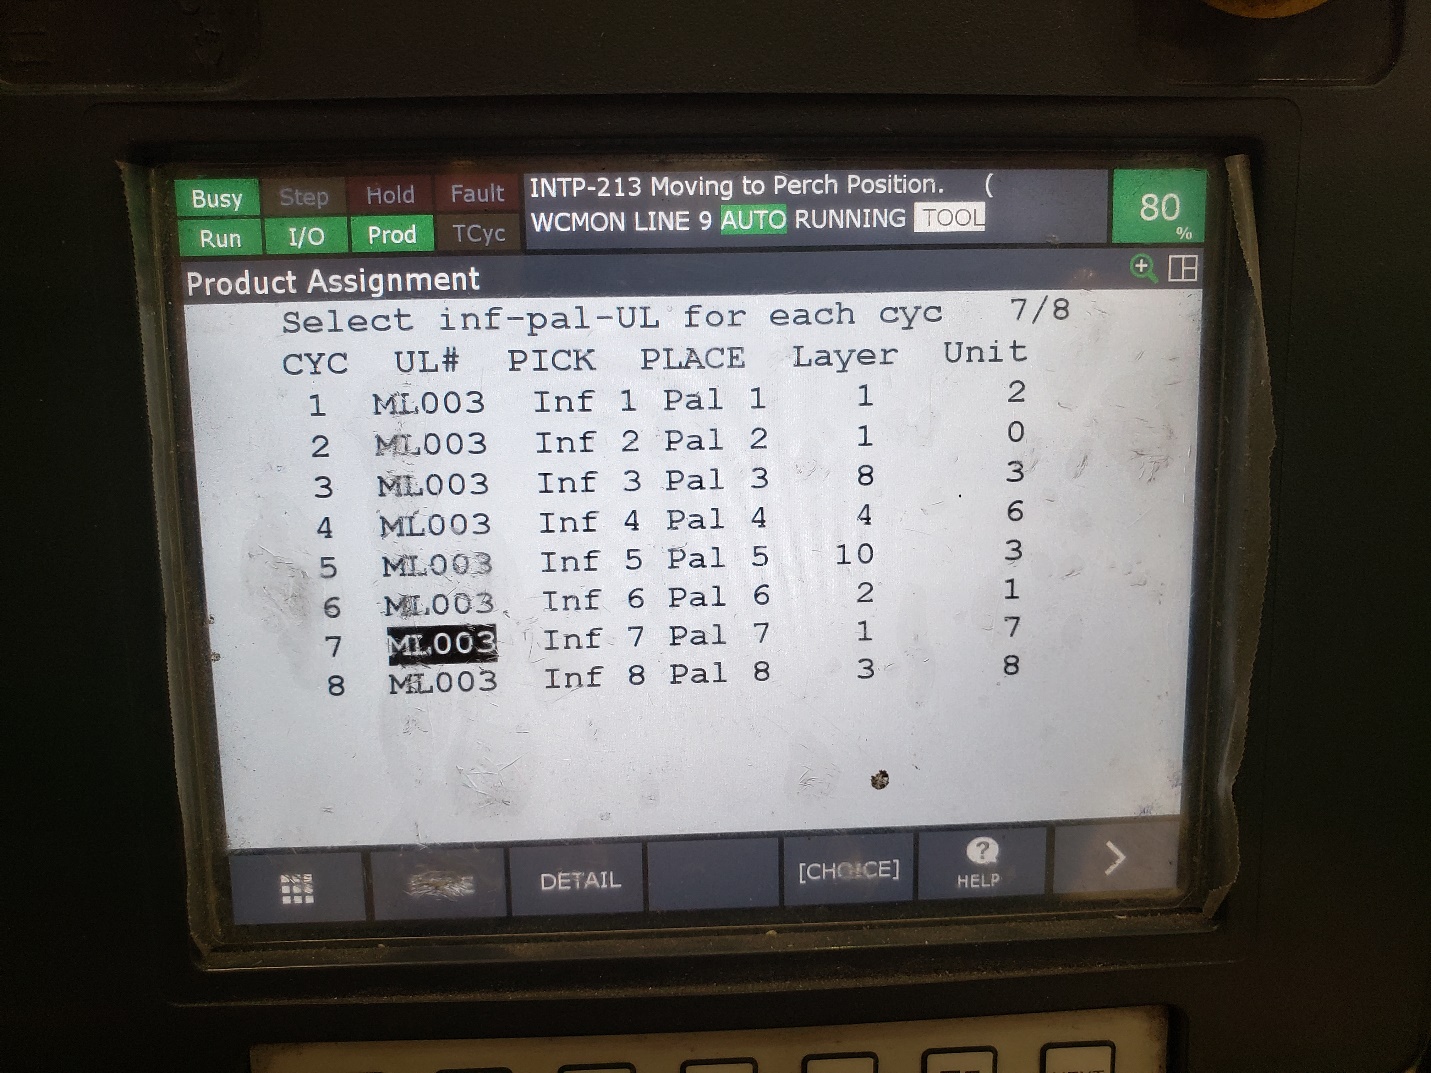 Busy Step Hold Fault INTP-213 Moving to Perch Position. (
Run I/O Prod TCyc WCMON LINE 9 AUTO RUNNING TOOL 80 %
Product Assignment
Select inf-pal-UL for each cyc 7/8
CYC UL# PICK PLACE Layer Unit
1 ML003 Inf 1 Pal 1 1 2
2 ML003 Inf 2 Pal 2 1 0
3 ML003 Inf 3 Pal 3 8 3
4 ML003 Inf 4 Pal 4 4 6
5 ML003 Inf 5 Pal 5 10 3
6 ML003 Inf 6 Pal 6 2 1
7 ML003 Inf 7 Pal 7 1 7
8 ML003 Inf 8 Pal 8 3 8
DETAIL [CHOICE] ? HELP >